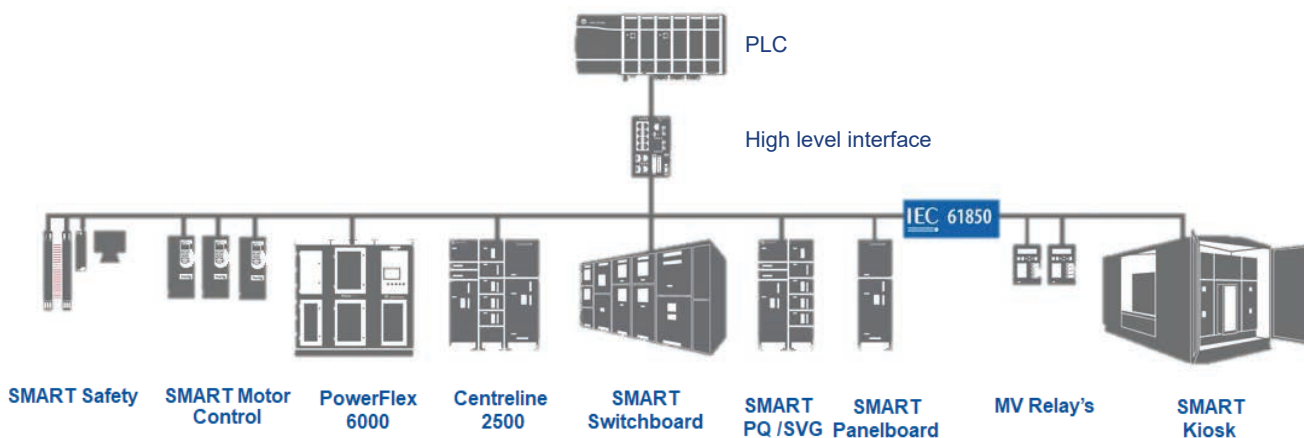 PLC
High level interface
IEC 61850
SMART Safety
SMART Motor
Control
PowerFlex
6000
Centreline
2500
SMART
Switchboard
SMART
PQ /SVG
SMART
Panelboard
MV Relay's
SMART
Kiosk